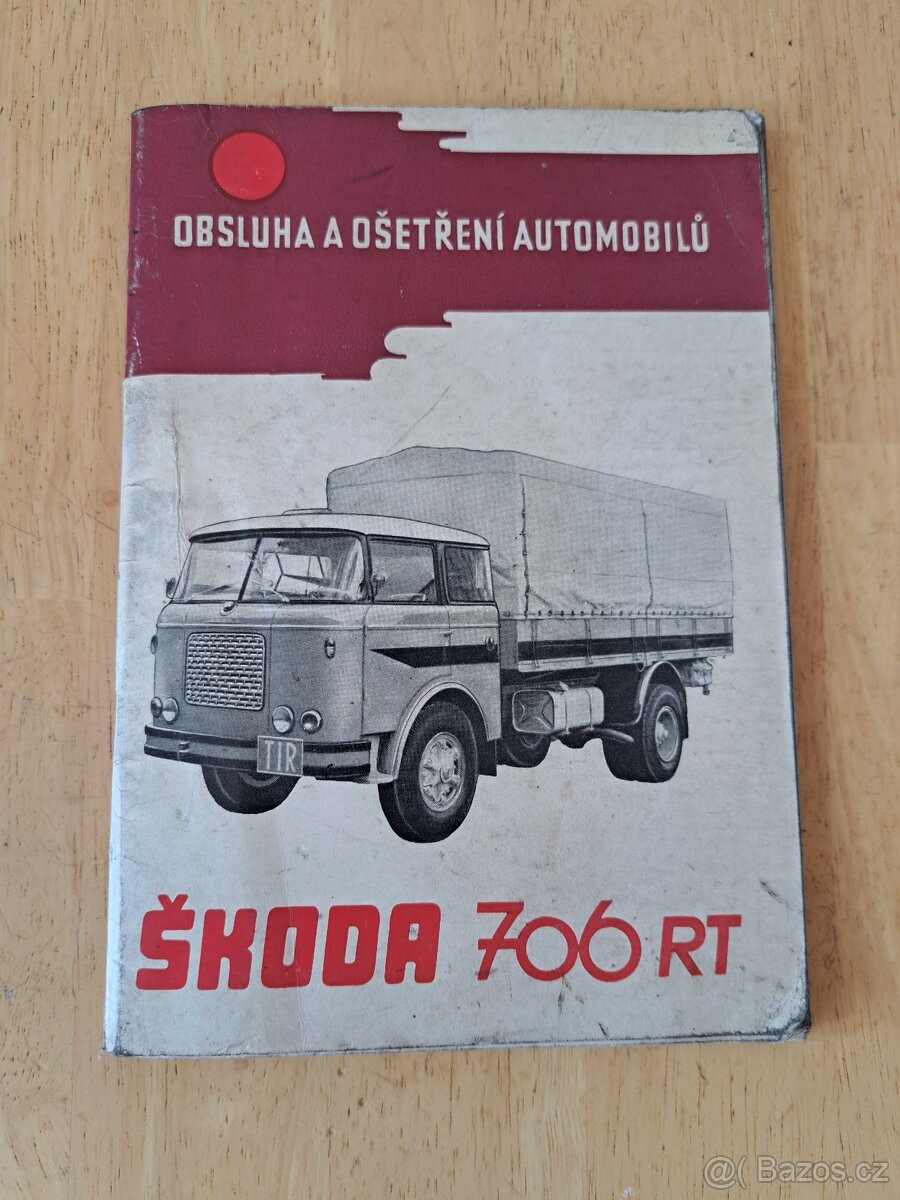 OBSLUHA A OŠETŘENÍ AUTOMOBILŮ
TIR
ŠKODA 706 RT
@ Bazos.cz